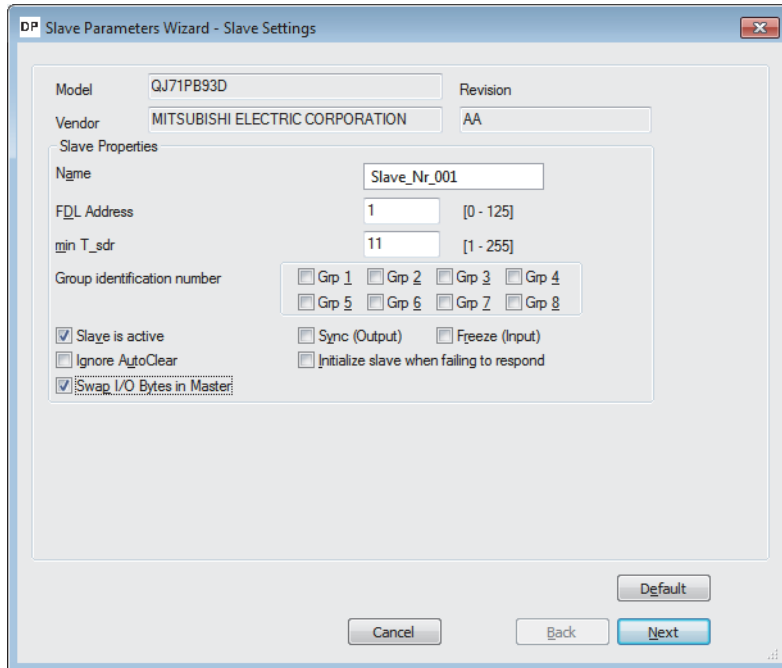 DP Slave Parameters Wizard - Slave Settings
Model QJ71PB93D Revision
Vendor MITSUBISHI ELECTRIC CORPORATION AA
Slave Properties
Name Slave_Nr_001
FDL Address 1 [0 - 125]
min T_sdr 11 [1 - 255]
Group identification number Grp 1 Grp 2 Grp 3 Grp 4
Grp 5 Grp 6 Grp 7 Grp 8
Slave is active Sync (Output) Freeze (Input)
Ignore AutoClear Initialize slave when failing to respond
Swap I/O Bytes in Master
Default
Cancel Back Next